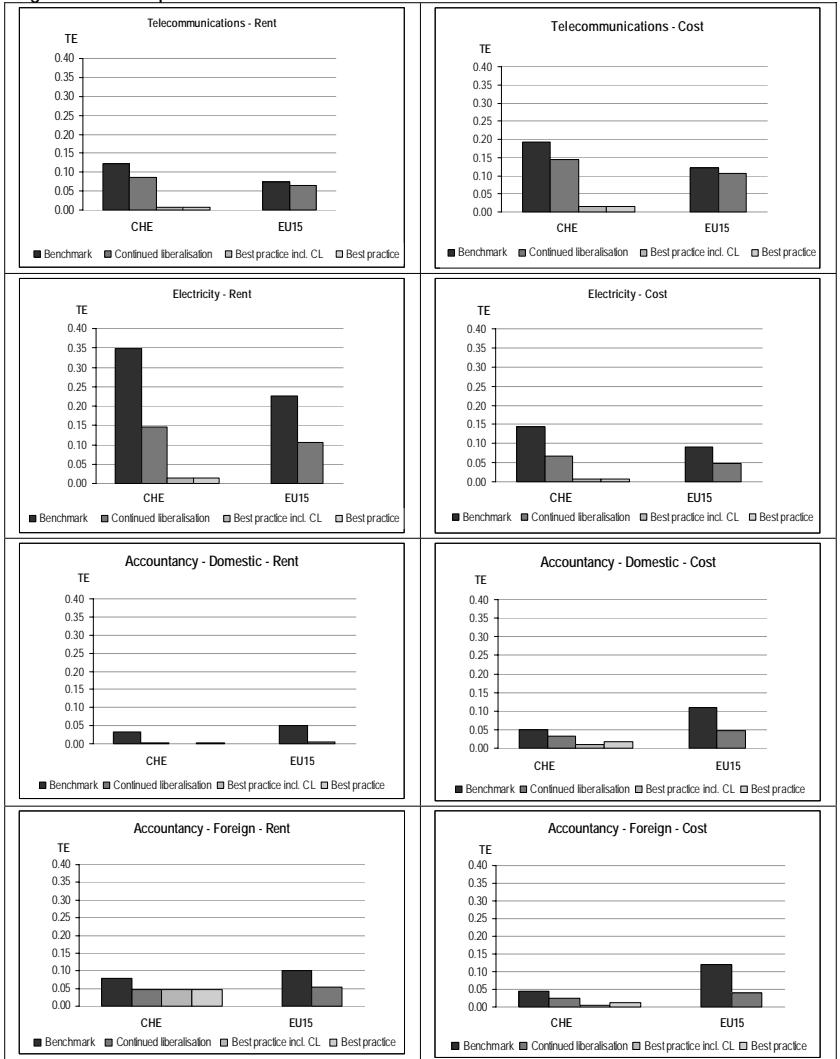 Telecommunications - Rent
TE
0.40
0.35
0.30
0.25
0.20
0.15
0.10
0.05
0.00
CHE EU15
Benchmark Continued liberalisation Best practice incl. CL Best practice
Telecommunications - Cost
TE
0.40
0.35
0.30
0.25
0.20
0.15
0.10
0.05
0.00
CHE EU15
Benchmark Continued liberalisation Best practice incl. CL Best practice
Electricity - Rent
TE
0.40
0.35
0.30
0.25
0.20
0.15
0.10
0.05
0.00
CHE EU15
Benchmark Continued liberalisation Best practice incl. CL Best practice
Electricity - Cost
TE
0.40
0.35
0.30
0.25
0.20
0.15
0.10
0.05
0.00
CHE EU15
Benchmark Continued liberalisation Best practice incl. CL Best practice
Accountancy - Domestic - Rent
TE
0.40
0.35
0.30
0.25
0.20
0.15
0.10
0.05
0.00
CHE EU15
Benchmark Continued liberalisation Best practice incl. CL Best practice
Accountancy - Domestic - Cost
TE
0.40
0.35
0.30
0.25
0.20
0.15
0.10
0.05
0.00
CHE EU15
Benchmark Continued liberalisation Best practice incl. CL Best practice
Accountancy - Foreign - Rent
TE
0.40
0.35
0.30
0.25
0.20
0.15
0.10
0.05
0.00
CHE EU15
Benchmark Continued liberalisation Best practice incl. CL Best practice
Accountancy - Foreign - Cost
TE
0.40
0.35
0.30
0.25
0.20
0.15
0.10
0.05
0.00
CHE EU15
Benchmark Continued liberalisation Best practice incl. CL Best practice